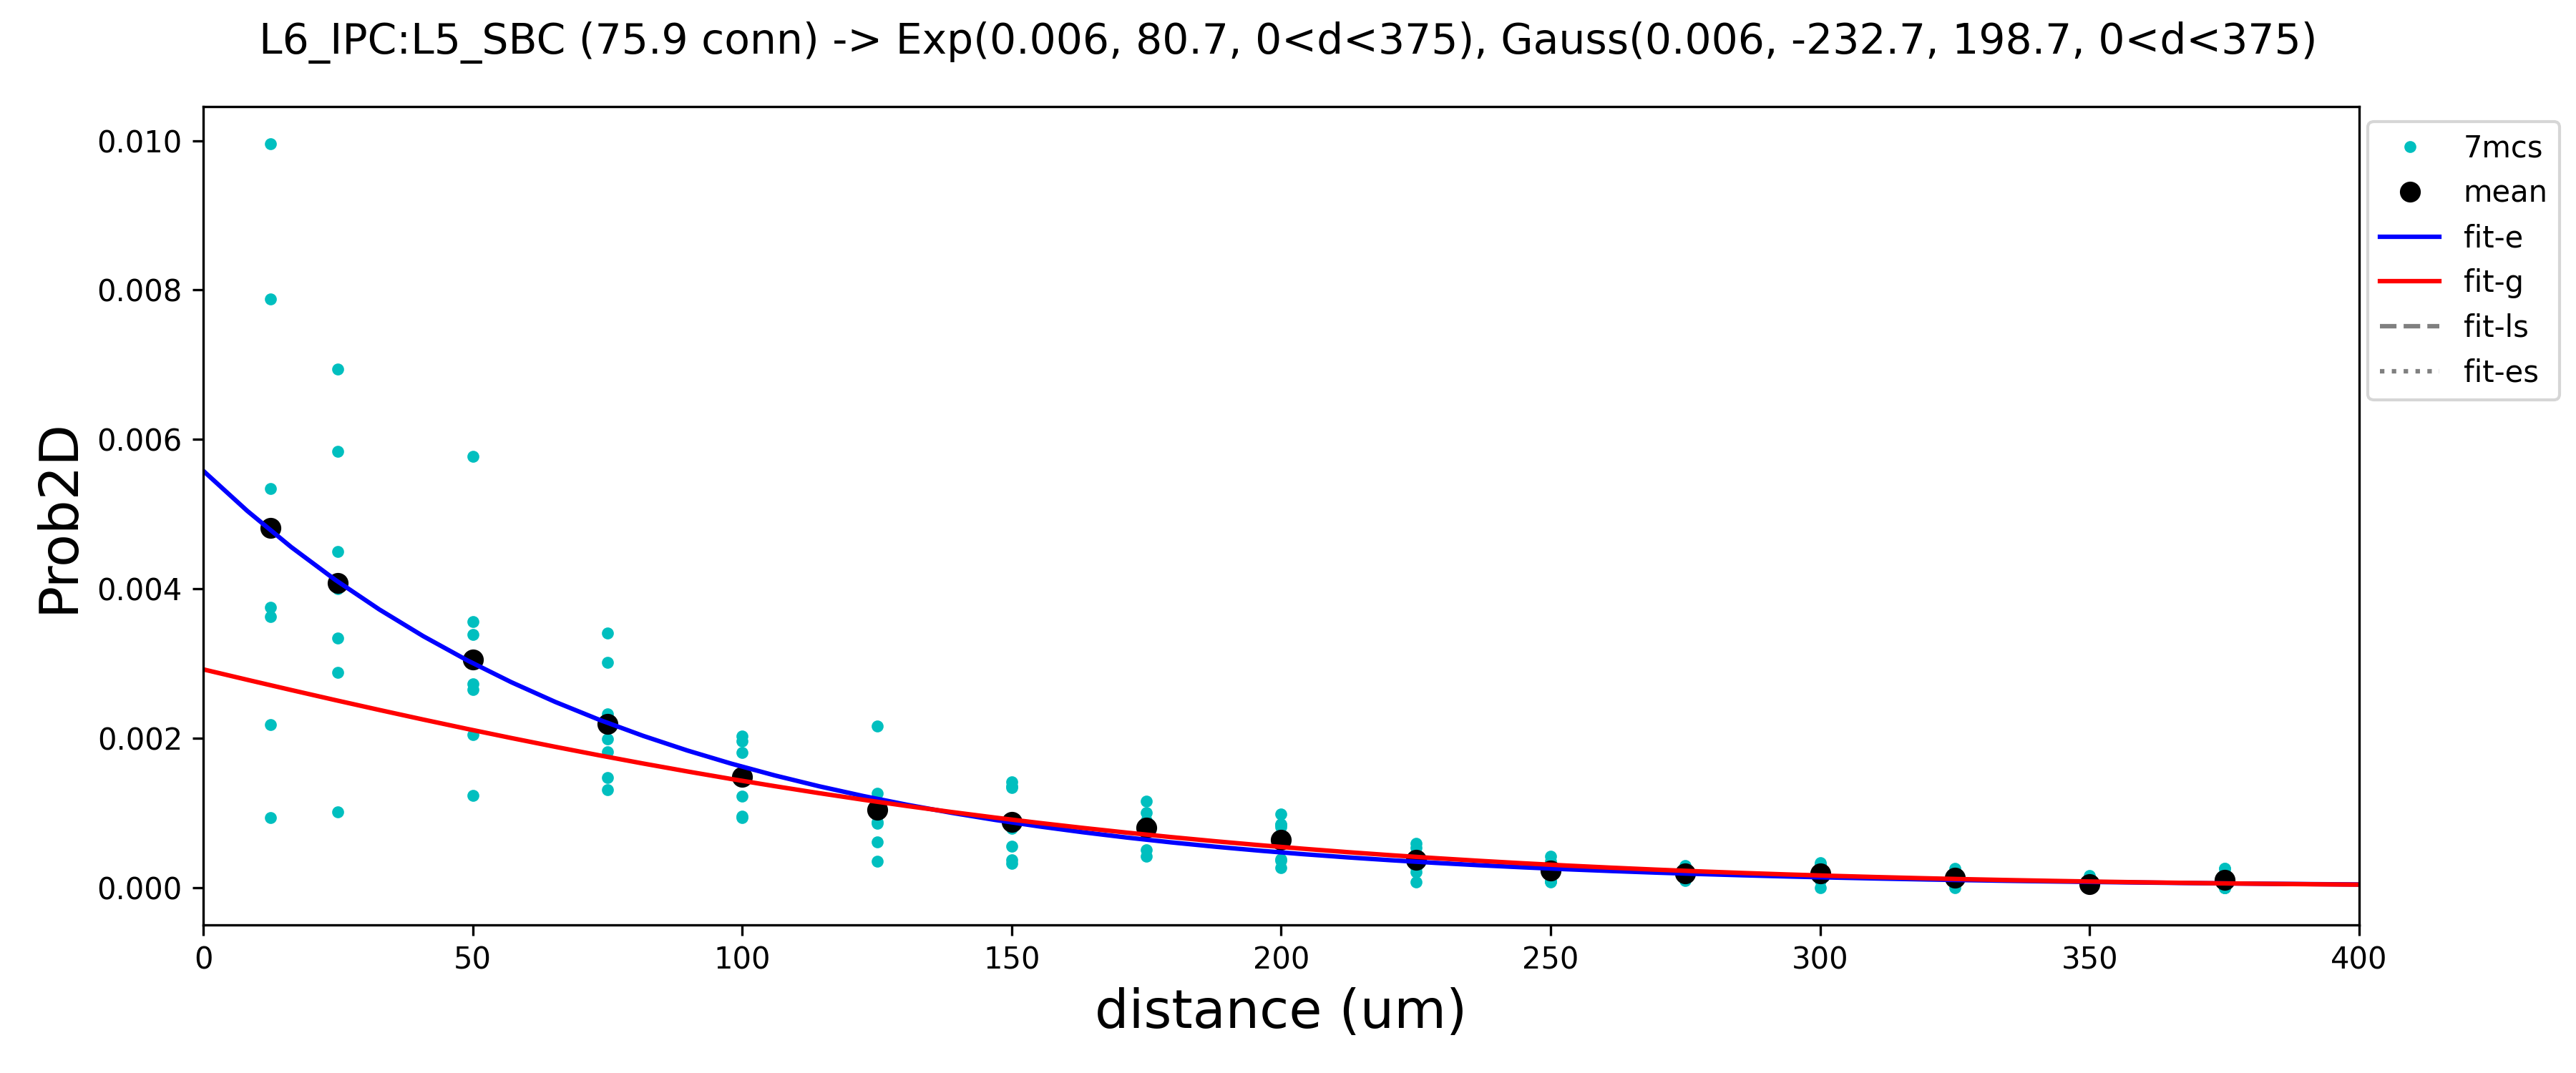 L6_IPC:L5_SBC (75.9 conn) -> Exp(0.006, 80.7, 0<d<375), Gauss(0.006, -232.7, 198.7, 0<d<375)
0.010
0.008
0.006
0.004
0.002
0.000
Prob2D
0 50 100 150 200 250 300 350 400
distance (um)
7mcs
mean
fit-e
fit-g
fit-ls
fit-es